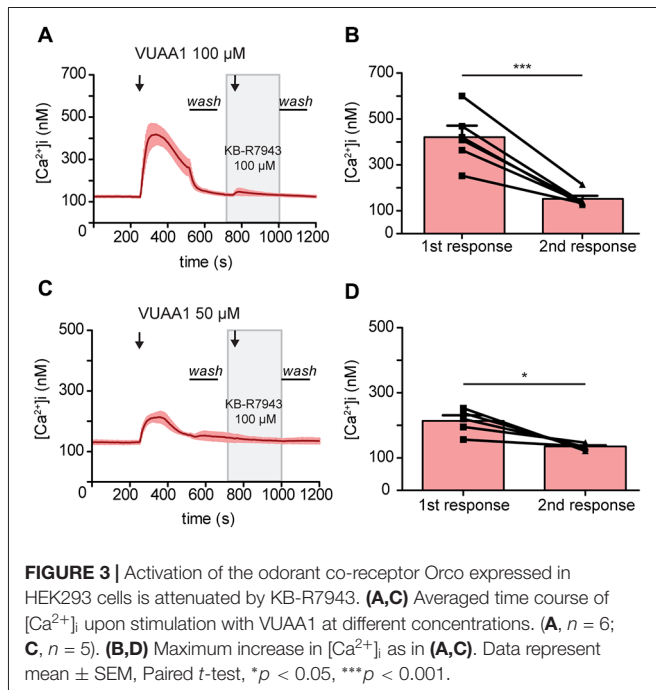 A
VUAA1 100 µM
700
500
300
100
[Ca²⁺]i (nM)
wash
wash
KB-R7943
100 µM
200 400 600 800 1000 1200
time (s)
B
700
500
300
100
0
[Ca²⁺]i (nM)
***
1st response 2nd response
C
VUAA1 50 µM
500
300
100
0
[Ca²⁺]i (nM)
wash
wash
KB-R7943
100 µM
200 400 600 800 1000 1200
time (s)
D
500
300
100
0
[Ca²⁺]i (nM)
*
1st response 2nd response
FIGURE 3 | Activation of the odorant co-receptor Orco expressed in
HEK293 cells is attenuated by KB-R7943. (A,C) Averaged time course of
[Ca²⁺]ᵢ upon stimulation with VUAA1 at different concentrations. (A, n = 6;
C, n = 5). (B,D) Maximum increase in [Ca²⁺]ᵢ as in (A,C). Data represent
mean ± SEM, Paired t-test, *p < 0.05, ***p < 0.001.